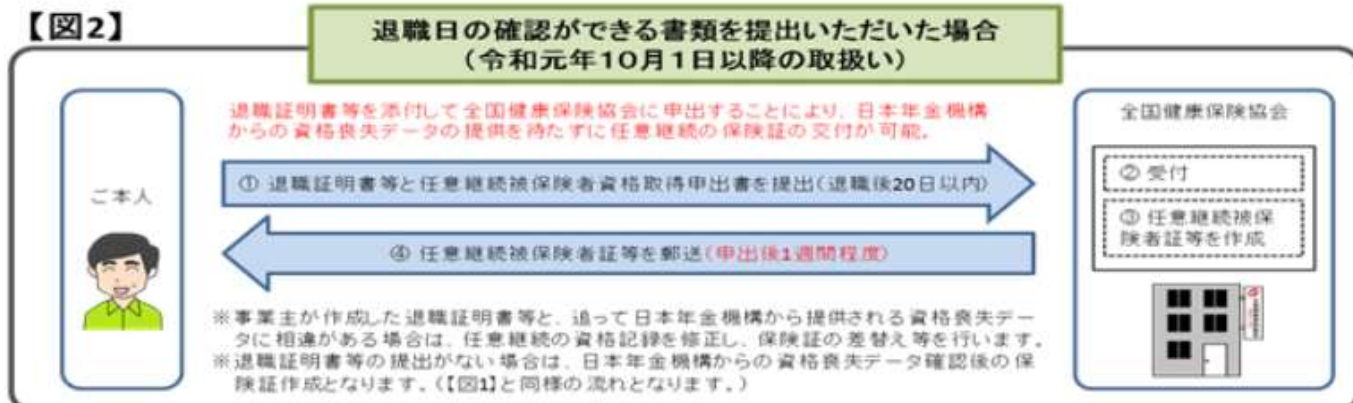 【図2】
退職日の確認ができる書類を提出いただいた場合
（令和元年10月1日以降の取扱い）
退職証明書等を添付して全国健康保険協会に申出することにより、日本年金機構
からの資格喪失データの提供を待たずに任意継続の保険証の交付が可能。
ご本人
① 退職証明書等と任意継続被保険者資格取得申出書を提出（退職後20日以内）
④ 任意継続被保険者証等を郵送（申出後1週間程度）
全国健康保険協会
② 受付
③ 任意継続被保
険者証等を作成
※事業主が作成した退職証明書等と、追って日本年金機構から提供される資格喪失デー
タに相違がある場合は、任意継続の資格記録を修正し、保険証の差替え等を行います。
※退職証明書等の提出がない場合は、日本年金機構からの資格喪失データ確認後の保
険証作成となります。（【図1】と同様の流れとなります。）